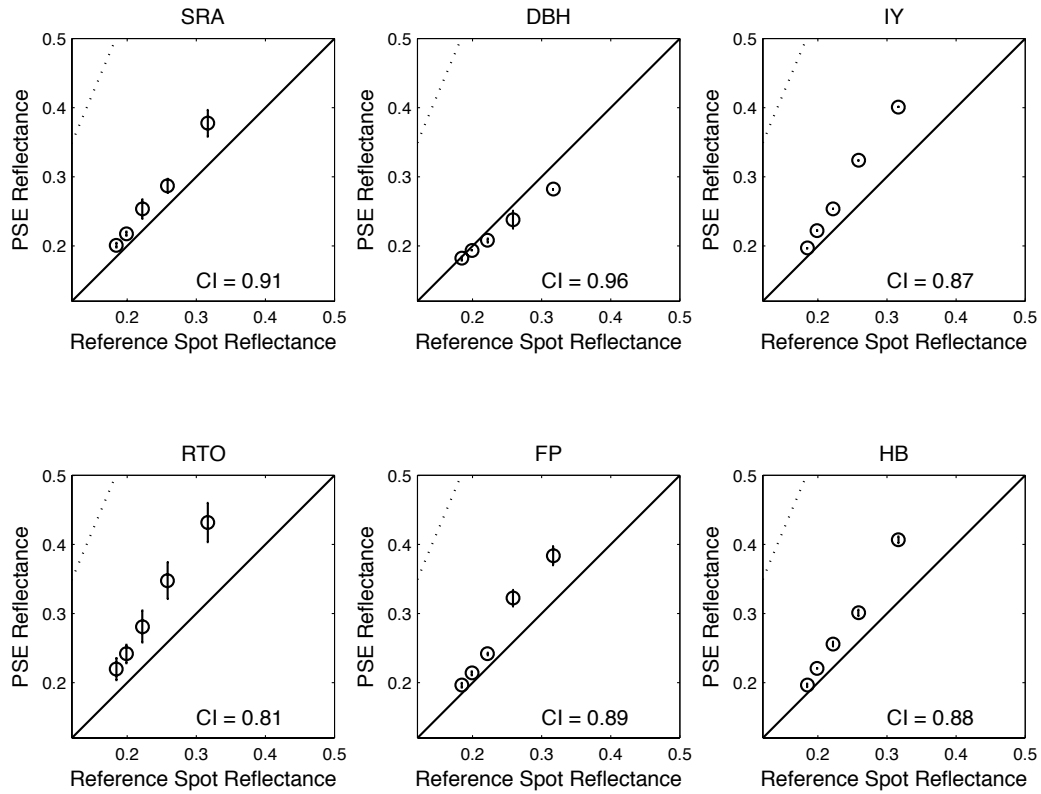 SRA
DBH
IY
0.5
0.4
0.3
0.2
PSE Reflectance
CI = 0.91
0.2 0.3 0.4 0.5
Reference Spot Reflectance
0.5
0.4
0.3
0.2
PSE Reflectance
CI = 0.96
0.2 0.3 0.4 0.5
Reference Spot Reflectance
0.5
0.4
0.3
0.2
PSE Reflectance
CI = 0.87
0.2 0.3 0.4 0.5
Reference Spot Reflectance
RTO
FP
HB
0.5
0.4
0.3
0.2
PSE Reflectance
CI = 0.81
0.2 0.3 0.4 0.5
Reference Spot Reflectance
0.5
0.4
0.3
0.2
PSE Reflectance
CI = 0.89
0.2 0.3 0.4 0.5
Reference Spot Reflectance
0.5
0.4
0.3
0.2
PSE Reflectance
CI = 0.88
0.2 0.3 0.4 0.5
Reference Spot Reflectance